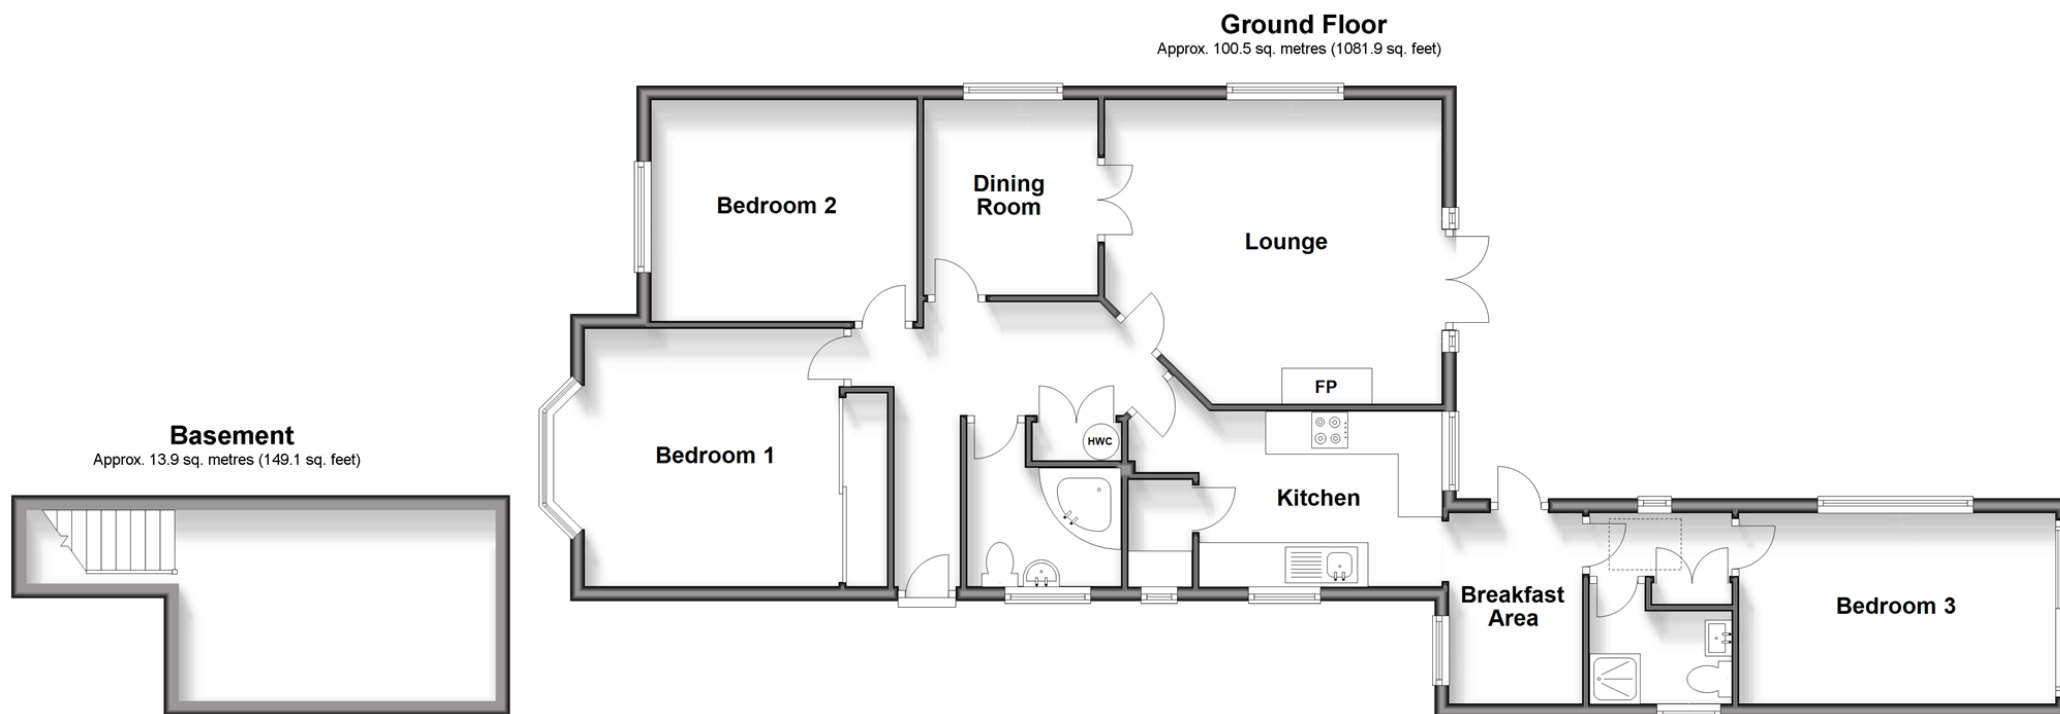 Ground Floor
Approx. 100.5 sq. metres (1081.9 sq. feet)
Bedroom 2
Dining
Room
Lounge
FP
Basement
Approx. 13.9 sq. metres (149.1 sq. feet)
Bedroom 1
HWC
Kitchen
Breakfast
Area
Bedroom 3